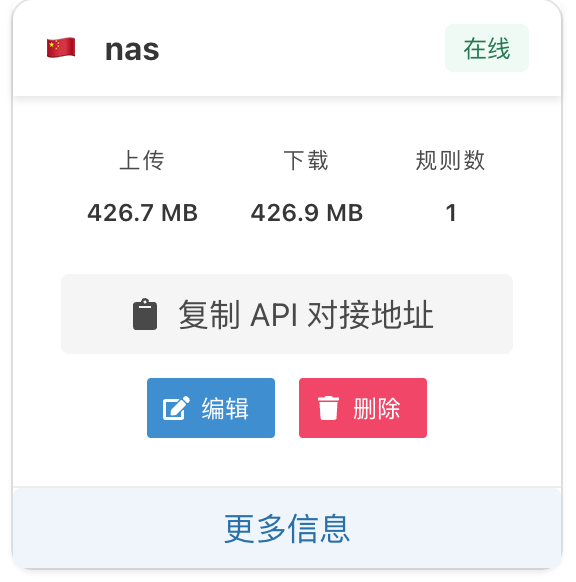 nas 在线
上传 下载 规则数
426.7 MB 426.9 MB 1
复制 API 对接地址
编辑 删除
更多信息